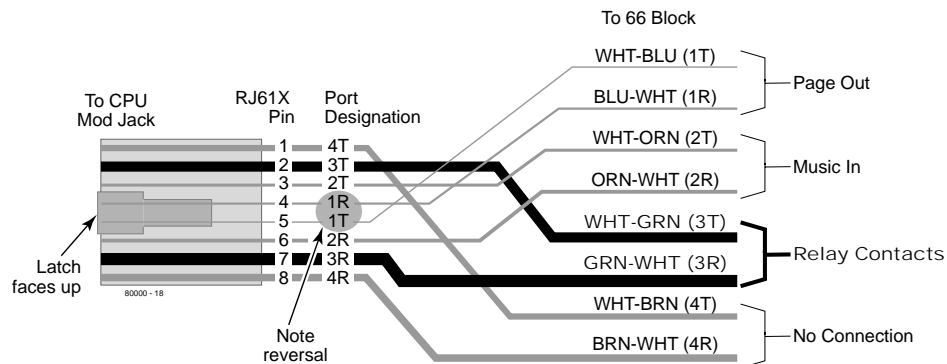 To 66 Block
WHT-BLU (1T)
BLU-WHT (1R)
Page Out
To CPU
Mod Jack
RJ61X
Pin
Port
Designation
1 4T
2 3T
3 2T
4 1R
5 1T
6 2R
7 3R
8 4R
WHT-ORN (2T)
ORN-WHT (2R)
Music In
WHT-GRN (3T)
GRN-WHT (3R)
Relay Contacts
WHT-BRN (4T)
BRN-WHT (4R)
No Connection
Latch
faces up
80000 - 18
Note
reversal